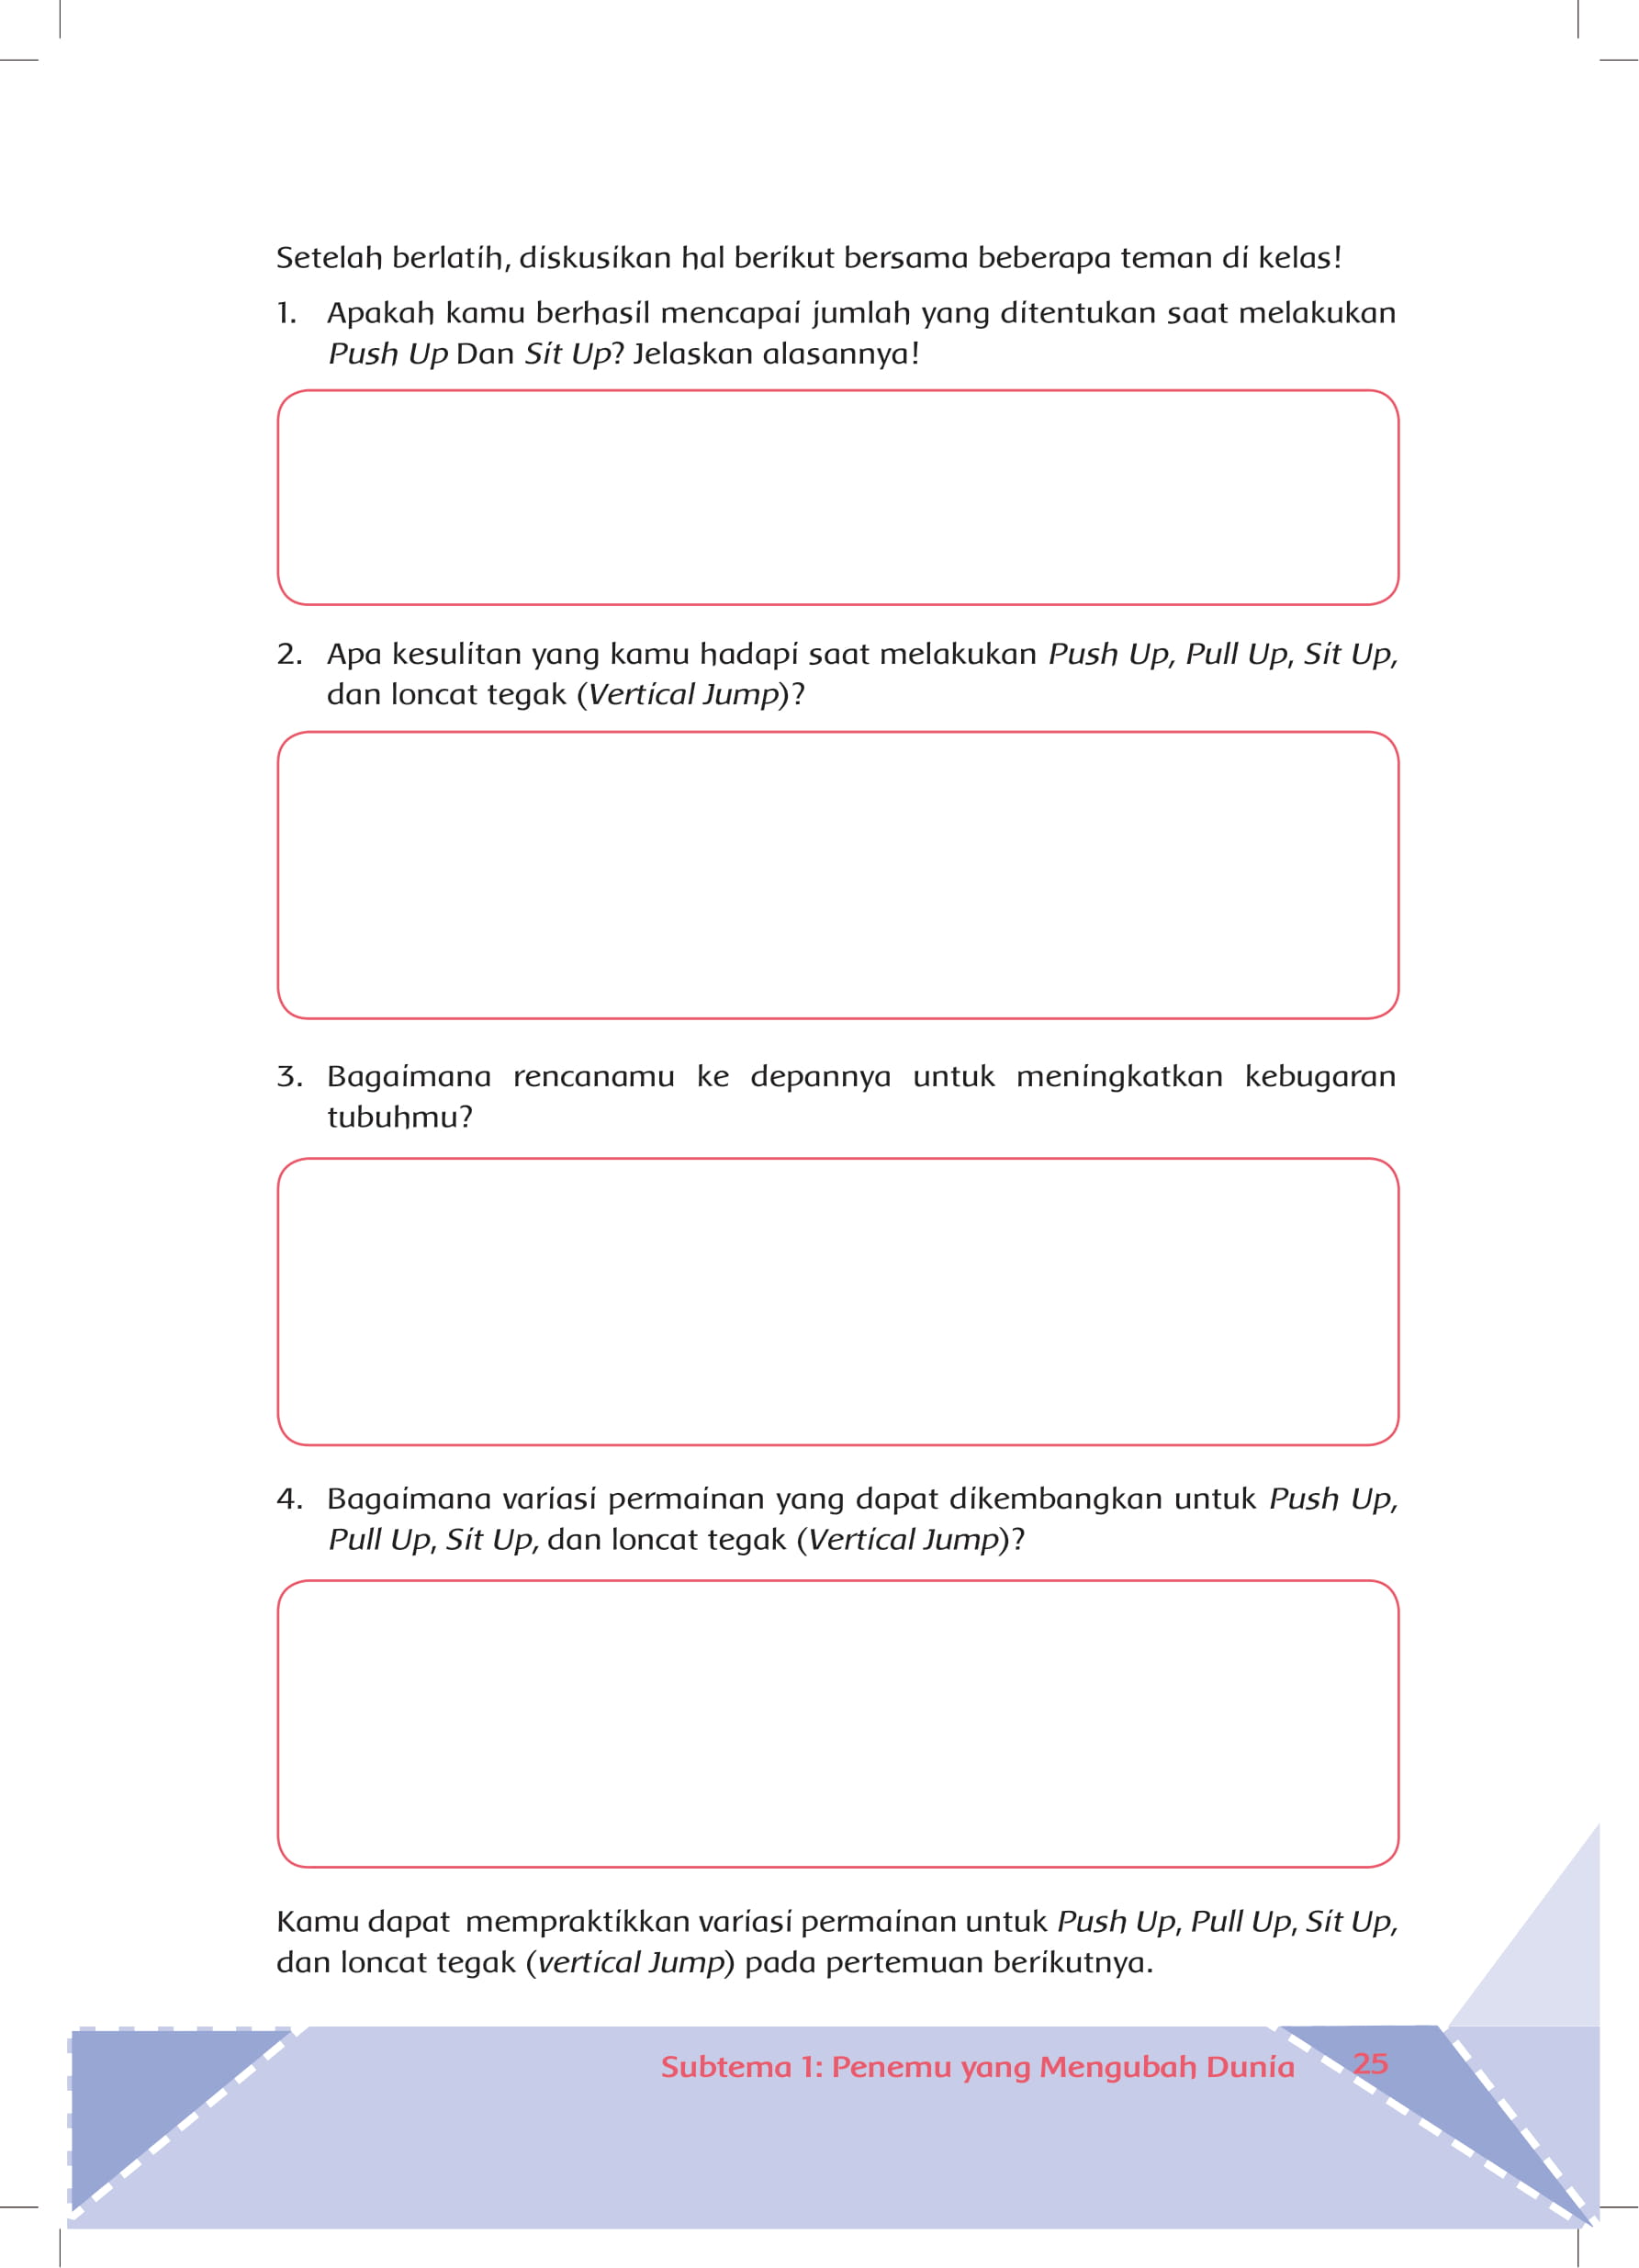 Setelah berlatih, diskusikan hal berikut bersama beberapa teman di kelas!
1. Apakah kamu berhasil mencapai jumlah yang ditentukan saat melakukan
Push Up Dan Sit Up? Jelaskan alasannya!
2. Apa kesulitan yang kamu hadapi saat melakukan Push Up, Pull Up, Sit Up,
dan loncat tegak (Vertical Jump)?
3. Bagaimana rencanamu ke depannya untuk meningkatkan kebugaran
tubuhmu?
4. Bagaimana variasi permainan yang dapat dikembangkan untuk Push Up,
Pull Up, Sit Up, dan loncat tegak (Vertical Jump)?
Kamu dapat mempraktikkan variasi permainan untuk Push Up, Pull Up, Sit Up,
dan loncat tegak (vertical Jump) pada pertemuan berikutnya.
Subtema 1: Penemu yang Mengubah Dunia 25